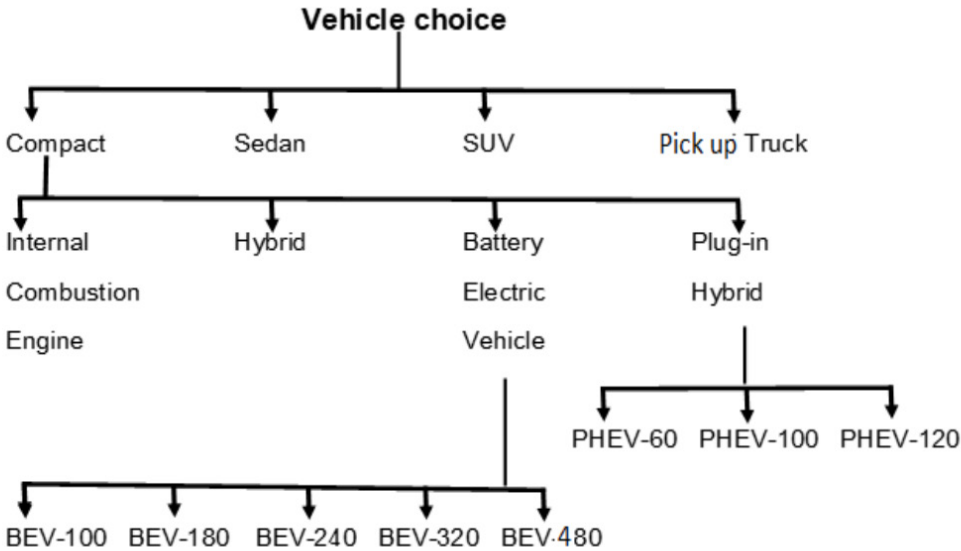 Vehicle choice
Compact Sedan SUV Pick up Truck
Internal Hybrid Battery Plug-in
Combustion Electric Hybrid
Engine Vehicle
PHEV-60 PHEV-100 PHEV-120
BEV-100 BEV-180 BEV-240 BEV-320 BEV-480